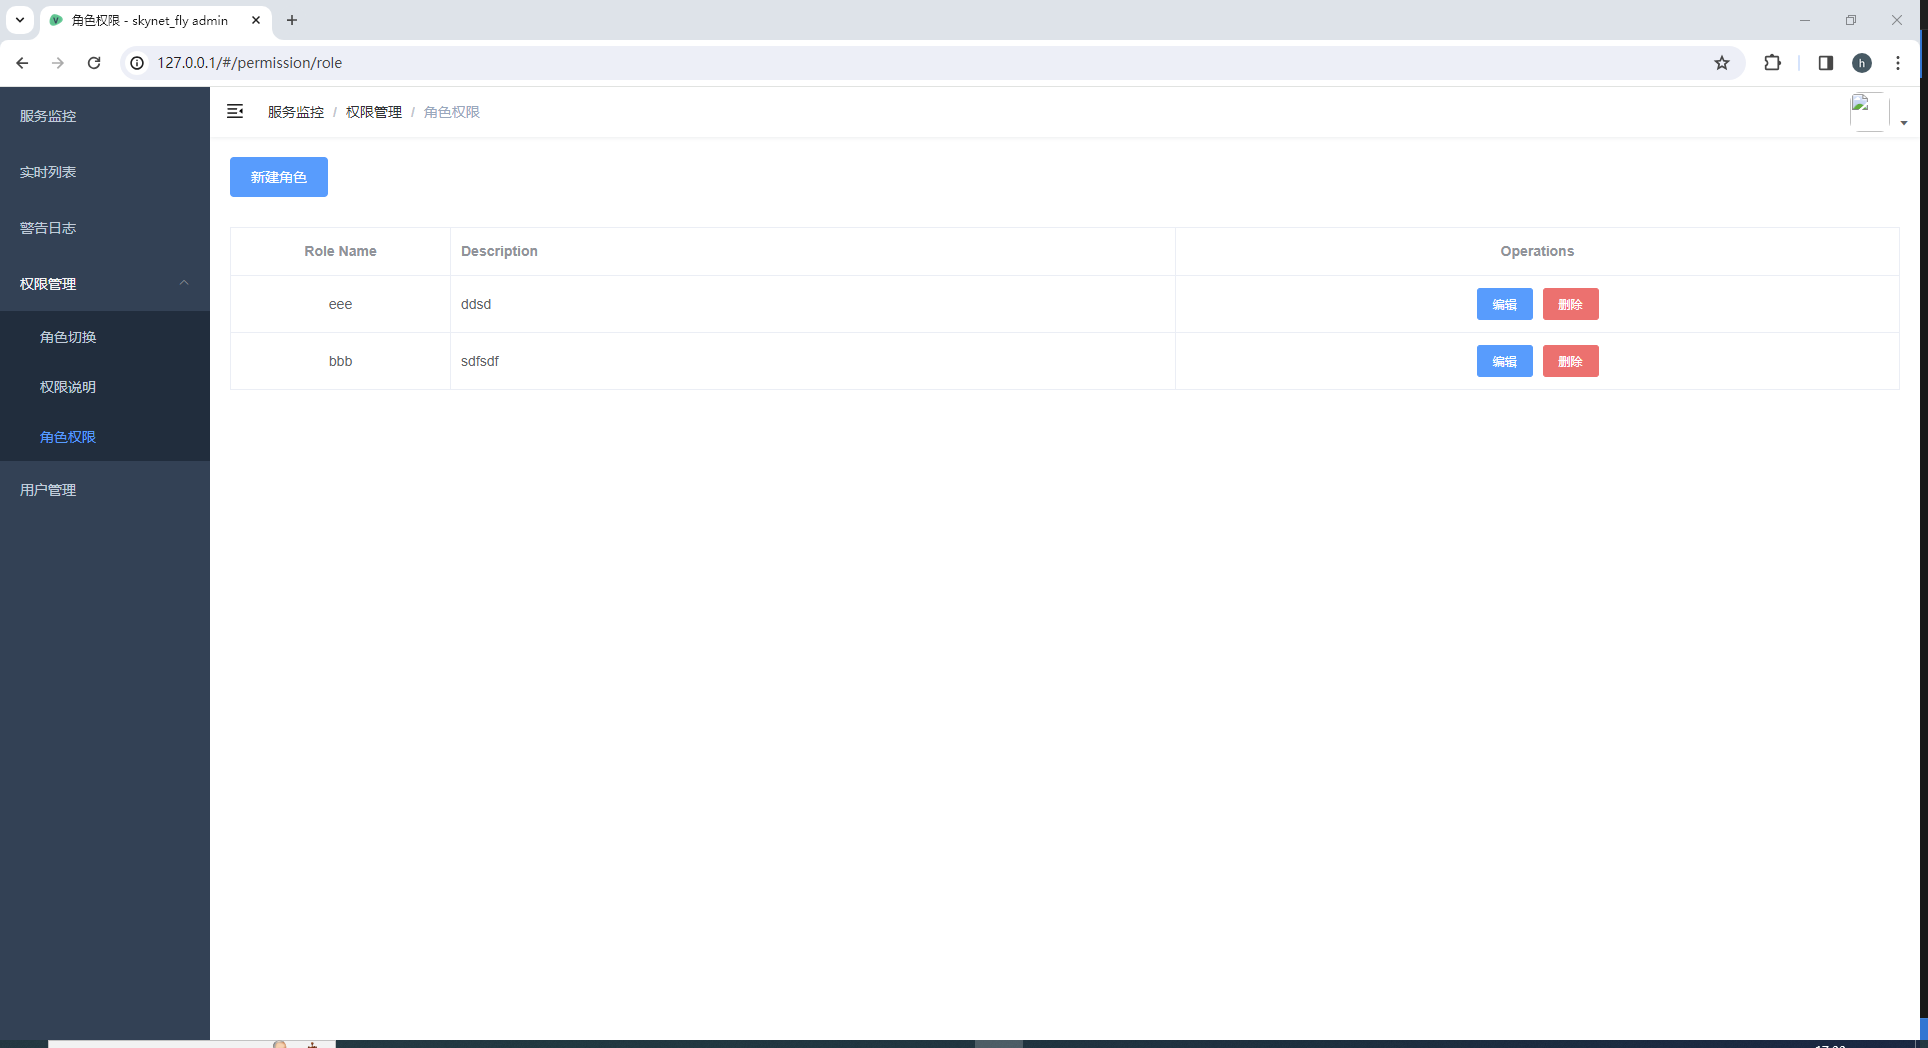 角色权限 - skynet_fly admin
127.0.0.1/#/permission/role
h
服务监控
实时列表
警告日志
权限管理
角色切换
权限说明
角色权限
用户管理
服务监控 / 权限管理 / 角色权限
新建角色
Role Name Description Operations
eee ddsd 编辑 删除
bbb sdfsdf 编辑 删除